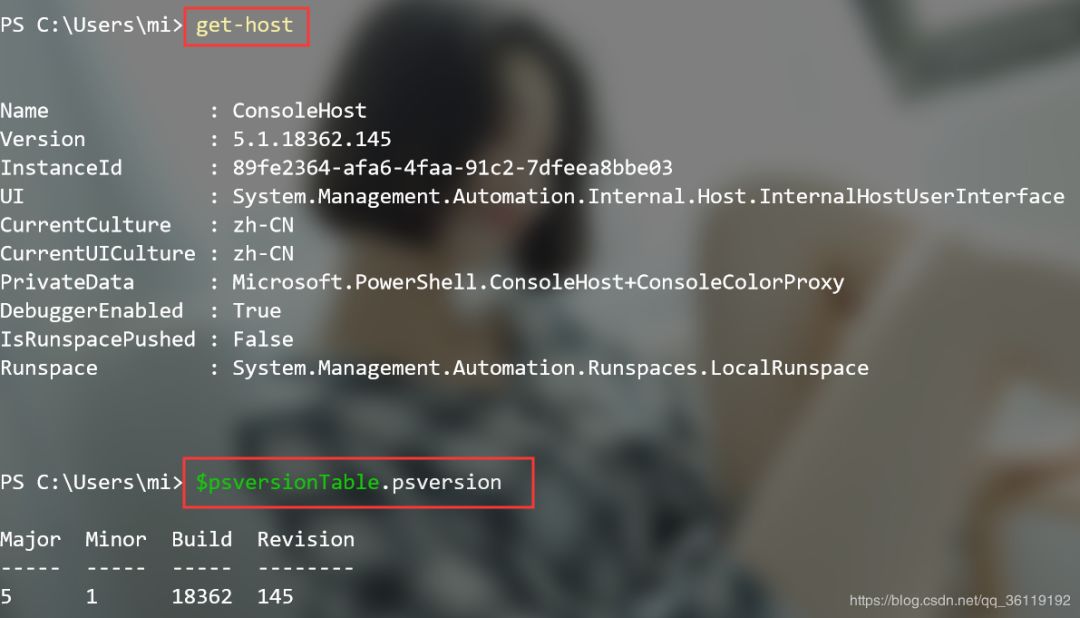 PS C:\Users\mi> get-host
Name : ConsoleHost
Version : 5.1.18362.145
InstanceId : 89fe2364-afa6-4faa-91c2-7dfeea8bbe03
UI : System.Management.Automation.Internal.Host.InternalHostUserInterface
CurrentCulture : zh-CN
CurrentUICulture : zh-CN
PrivateData : Microsoft.PowerShell.ConsoleHost+ConsoleColorProxy
DebuggerEnabled : True
IsRunspacePushed : False
Runspace : System.Management.Automation.Runspaces.LocalRunspace
PS C:\Users\mi> $psversionTable.psversion
Major Minor Build Revision
----- ----- ----- --------
5 1 18362 145
https://blog.csdn.net/qq_36119192